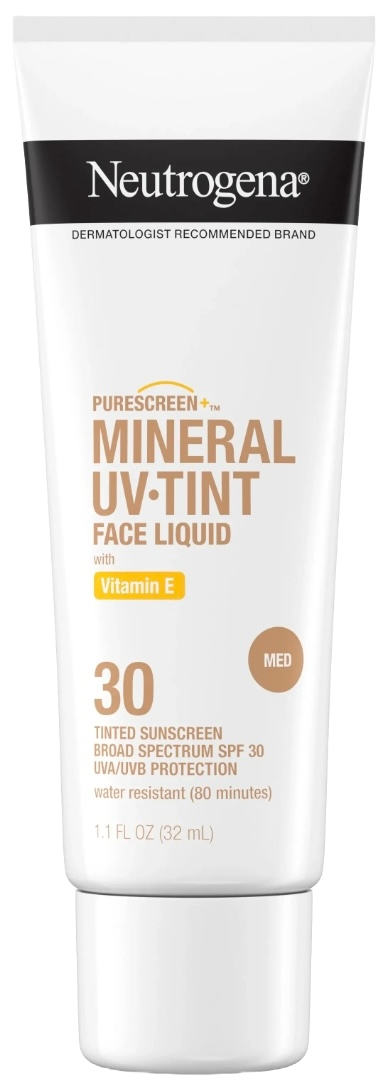 Neutrogena®
DERMATOLOGIST RECOMMENDED BRAND
PURESCREEN+™
MINERAL
UV•TINT
FACE LIQUID
with
Vitamin E
MED
30
TINTED SUNSCREEN
BROAD SPECTRUM SPF 30
UVA/UVB PROTECTION
water resistant (80 minutes)
1.1 FL OZ (32 mL)